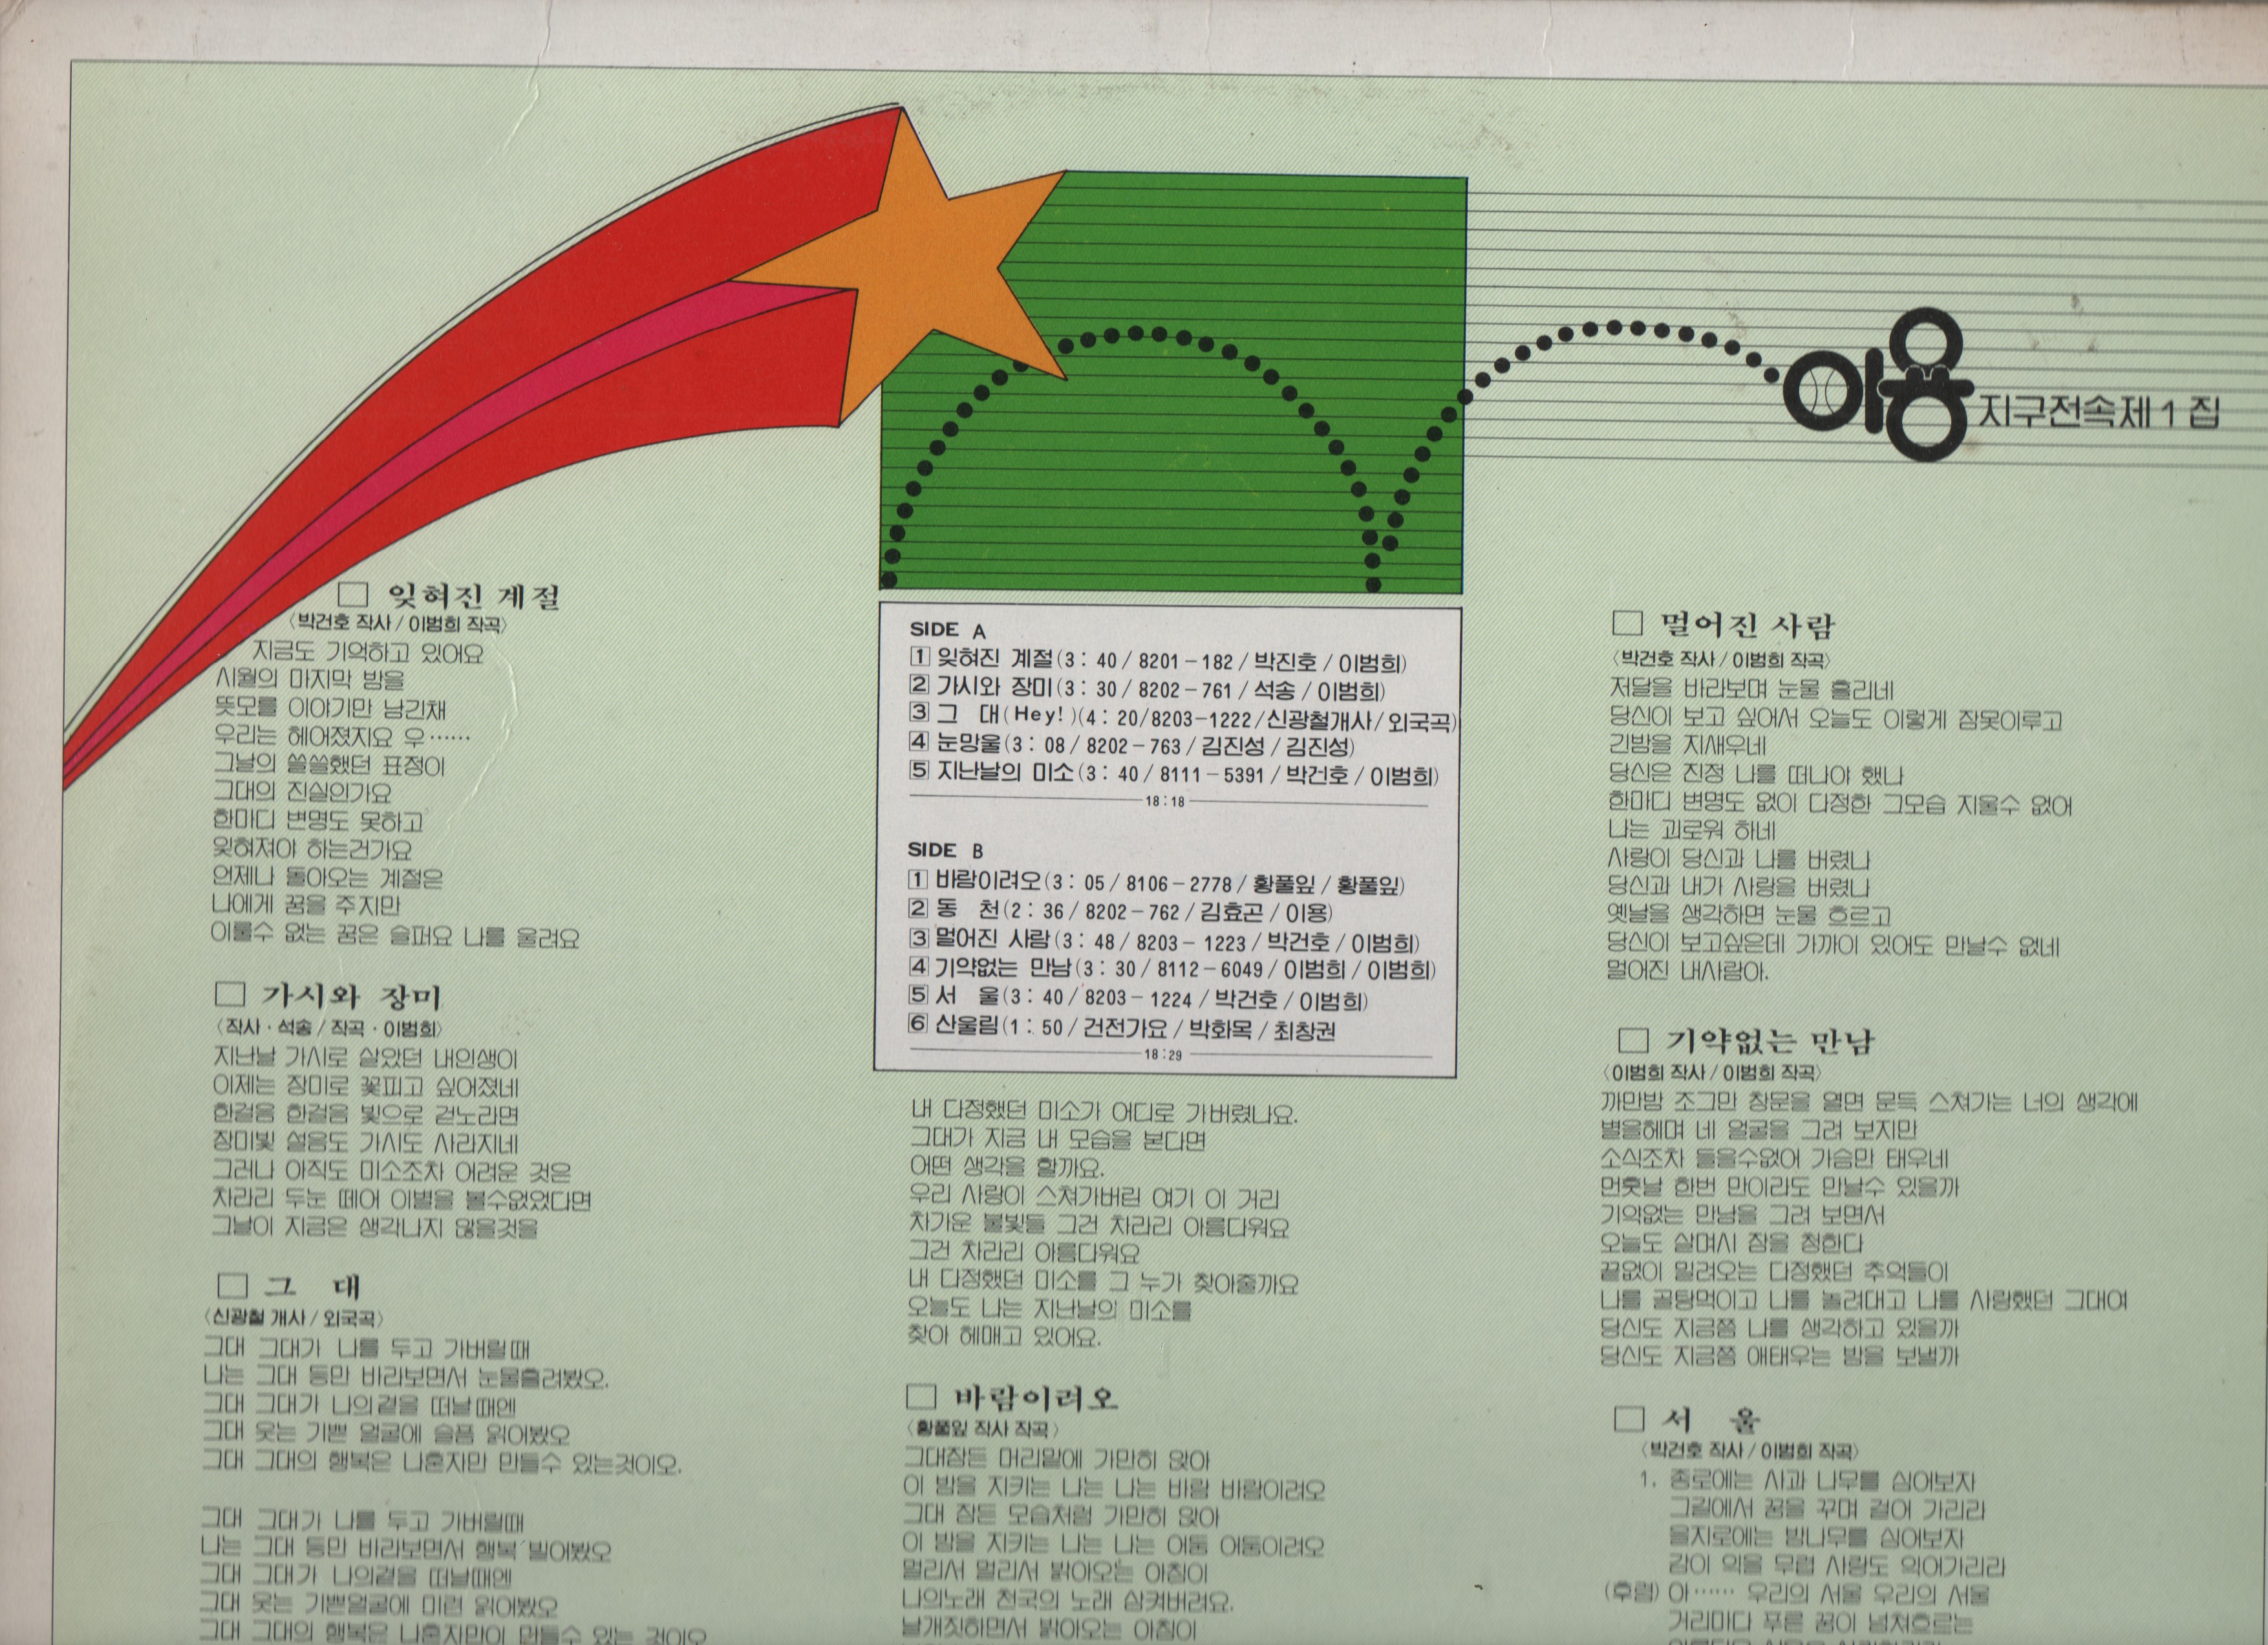 이용 지구전속제1집
□ 잊혀진 계절
〈박건호 작사 / 이범희 작곡〉
지금도 기억하고 있어요
시월의 마지막 밤을
뜻모를 이야기만 남긴채
우리는 헤어졌지요 우……
그날의 쓸쓸했던 표정이
그대의 진실인가요
한마디 변명도 못하고
잊혀져야 하는건가요
언제나 돌아오는 계절은
나에게 꿈을 주지만
이룰수 없는 꿈은 슬퍼요 나를 울려요
□ 가시와 장미
〈작사 · 석송 / 작곡 · 이범희〉
지난날 가시로 살았던 내인생이
이제는 장미로 꽃피고 싶어졌네
한걸음 한걸음 빛으로 걷노라면
장미빛 설음도 가시도 사라지네
그러나 아직도 미소조차 어려운 것은
차라리 두눈 떼어 이별을 볼수없었다면
그날이 지금은 생각나지 않을것을
□ 그 대
〈신광철 개사 / 외국곡〉
그대 그대가 나를 두고 가버릴때
나는 그대 등만 바라보면서 눈물흘려봤오.
그대 그대가 나의곁을 떠날때엔
그대 웃는 기쁜 얼굴에 슬픔 읽어봤오
그대 그대의 행복은 나혼자만 만들수 있는것이오.
그대 그대가 나를 두고 가버릴때
나는 그대 등만 바라보면서 행복 빌어봤오
그대 그대가 나의곁을 떠날때엔
그대 웃는 기쁜얼굴에 미련 읽어봤오
그대 그대의 행복은 나혼자만이 만들수 있는 것이오
SIDE A
1 잊혀진 계절(3 : 40 / 8201-182 / 박진호 / 이범희)
2 가시와 장미(3 : 30 / 8202-761 / 석송 / 이범희)
3 그 대(Hey!)(4 : 20/8203-1222/신광철개사/외국곡)
4 눈망울(3 : 08 / 8202-763 / 김진성 / 김진성)
5 지난날의 미소(3 : 40 / 8111-5391 / 박건호 / 이범희)
18 : 18
SIDE B
1 바람이려오(3 : 05 / 8106-2778 / 황풀잎 / 황풀잎)
2 동 천(2 : 36 / 8202-762 / 김효곤 / 이용)
3 멀어진 사람(3 : 48 / 8203-1223 / 박건호 / 이범희)
4 기약없는 만남(3 : 30 / 8112-6049 / 이범희 / 이범희)
5 서 울(3 : 40 / 8203-1224 / 박건호 / 이범희)
6 산울림(1 : 50 / 건전가요 / 박화목 / 최창권
18 : 29
내 다정했던 미소가 어디로 가버렸나요.
그대가 지금 내 모습을 본다면
어떤 생각을 할까요.
우리 사랑이 스쳐가버린 여기 이 거리
차가운 불빛들 그건 차라리 아름다워요
그건 차라리 아름다워요
내 다정했던 미소를 그 누가 찾아줄까요
오늘도 나는 지난날의 미소를
찾아 헤매고 있어요.
□ 바람이려오
〈황풀잎 작사 작곡〉
그대잠든 머리맡에 가만히 앉아
이 밤을 지키는 나는 나는 바람 바람이려오
그대 잠든 모습처럼 가만히 앉아
이 밤을 지키는 나는 나는 어둠 어둠이려오
멀리서 멀리서 밝아오는 아침이
나의노래 천국의 노래 삼켜버려요.
날개짓하면서 밝아오는 아침이
□ 멀어진 사람
〈박건호 작사 / 이범희 작곡〉
저달을 바라보며 눈물 흘리네
당신이 보고 싶어서 오늘도 이렇게 잠못이루고
긴밤을 지새우네
당신은 진정 나를 떠나야 했나
한마디 변명도 없이 다정한 그모습 지울수 없어
나는 괴로워 하네
사랑이 당신과 나를 버렸나
당신과 내가 사랑을 버렸나
옛날을 생각하면 눈물 흐르고
당신이 보고싶은데 가까이 있어도 만날수 없네
멀어진 내사람아.
□ 기약없는 만남
〈이범희 작사 / 이범희 작곡〉
까만밤 조그만 창문을 열면 문득 스쳐가는 너의 생각에
별을헤며 네 얼굴을 그려 보지만
소식조차 들을수없어 가슴만 태우네
먼훗날 한번 만이라도 만날수 있을까
기약없는 만남을 그려 보면서
오늘도 살며시 잠을 청한다
끝없이 밀려오는 다정했던 추억들이
나를 골탕먹이고 나를 놀려대고 나를 사랑했던 그대여
당신도 지금쯤 나를 생각하고 있을까
당신도 지금쯤 애태우는 밤을 보낼까
□ 서 울
〈박건호 작사 / 이범희 작곡〉
1. 종로에는 사과 나무를 심어보자
그길에서 꿈을 꾸며 걸어 가리라
을지로에는 밤나무를 심어보자
감이 익을 무렵 사랑도 익어가리라
(후렴) 아…… 우리의 서울 우리의 서울
거리마다 푸른 꿈이 넘쳐흐르는